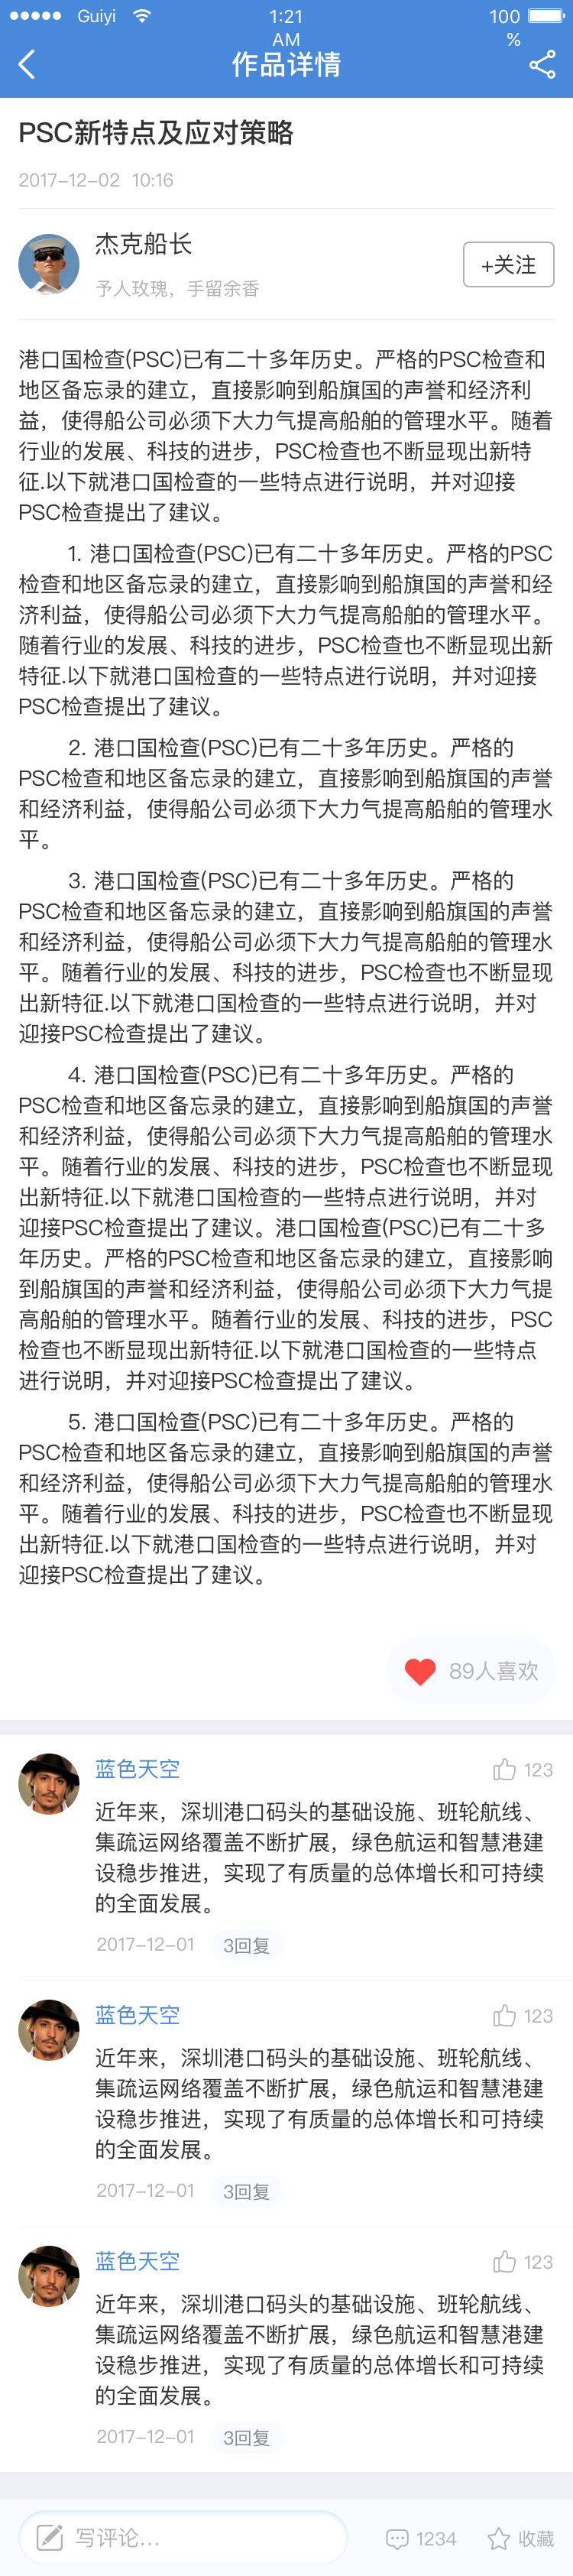 Guiyi
1:21
AM
100
%
作品详情
PSC新特点及应对策略
2017-12-02 10:16
杰克船长
予人玫瑰，手留余香
+关注
港口国检查(PSC)已有二十多年历史。严格的PSC检查和
地区备忘录的建立，直接影响到船旗国的声誉和经济利
益，使得船公司必须下大力气提高船舶的管理水平。随着
行业的发展、科技的进步，PSC检查也不断显现出新特
征.以下就港口国检查的一些特点进行说明，并对迎接
PSC检查提出了建议。
1. 港口国检查(PSC)已有二十多年历史。严格的PSC
检查和地区备忘录的建立，直接影响到船旗国的声誉和经
济利益，使得船公司必须下大力气提高船舶的管理水平。
随着行业的发展、科技的进步，PSC检查也不断显现出新
特征.以下就港口国检查的一些特点进行说明，并对迎接
PSC检查提出了建议。
2. 港口国检查(PSC)已有二十多年历史。严格的
PSC检查和地区备忘录的建立，直接影响到船旗国的声誉
和经济利益，使得船公司必须下大力气提高船舶的管理水
平。
3. 港口国检查(PSC)已有二十多年历史。严格的
PSC检查和地区备忘录的建立，直接影响到船旗国的声誉
和经济利益，使得船公司必须下大力气提高船舶的管理水
平。随着行业的发展、科技的进步，PSC检查也不断显现
出新特征.以下就港口国检查的一些特点进行说明，并对
迎接PSC检查提出了建议。
4. 港口国检查(PSC)已有二十多年历史。严格的
PSC检查和地区备忘录的建立，直接影响到船旗国的声誉
和经济利益，使得船公司必须下大力气提高船舶的管理水
平。随着行业的发展、科技的进步，PSC检查也不断显现
出新特征.以下就港口国检查的一些特点进行说明，并对
迎接PSC检查提出了建议。港口国检查(PSC)已有二十多
年历史。严格的PSC检查和地区备忘录的建立，直接影响
到船旗国的声誉和经济利益，使得船公司必须下大力气提
高船舶的管理水平。随着行业的发展、科技的进步，PSC
检查也不断显现出新特征.以下就港口国检查的一些特点
进行说明，并对迎接PSC检查提出了建议。
5. 港口国检查(PSC)已有二十多年历史。严格的
PSC检查和地区备忘录的建立，直接影响到船旗国的声誉
和经济利益，使得船公司必须下大力气提高船舶的管理水
平。随着行业的发展、科技的进步，PSC检查也不断显现
出新特征.以下就港口国检查的一些特点进行说明，并对
迎接PSC检查提出了建议。
89人喜欢
蓝色天空
123
近年来，深圳港口码头的基础设施、班轮航线、
集疏运网络覆盖不断扩展，绿色航运和智慧港建
设稳步推进，实现了有质量的总体增长和可持续
的全面发展。
2017-12-01 3回复
蓝色天空
123
近年来，深圳港口码头的基础设施、班轮航线、
集疏运网络覆盖不断扩展，绿色航运和智慧港建
设稳步推进，实现了有质量的总体增长和可持续
的全面发展。
2017-12-01 3回复
蓝色天空
123
近年来，深圳港口码头的基础设施、班轮航线、
集疏运网络覆盖不断扩展，绿色航运和智慧港建
设稳步推进，实现了有质量的总体增长和可持续
的全面发展。
2017-12-01 3回复
写评论...
1234
收藏